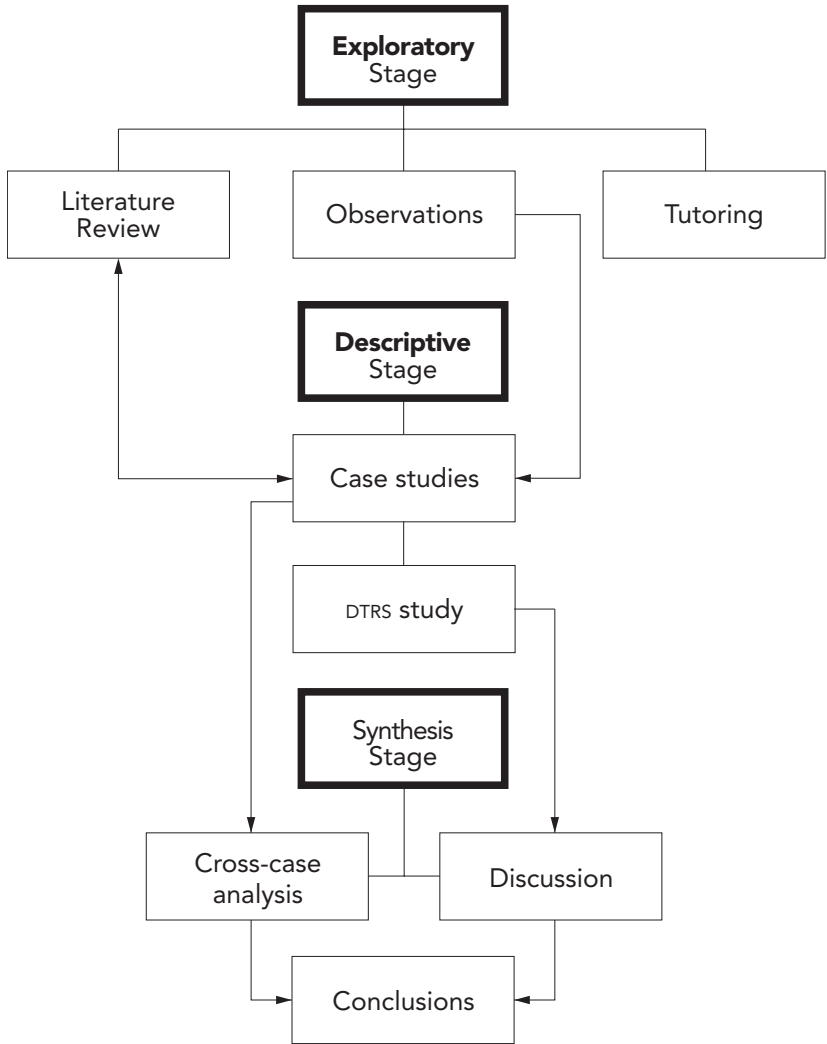 Exploratory
Stage
Literature
Review
Observations
Tutoring
Descriptive
Stage
Case studies
DTRS study
Synthesis
Stage
Cross-case
analysis
Discussion
Conclusions